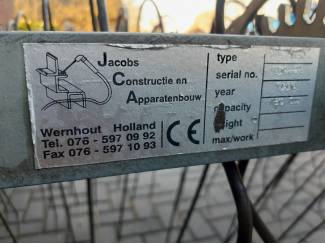 Jacobs
Constructie en
Apparatenbouw
Wernhout Holland
Tel. 076 - 597 09 92
Fax 076 - 597 10 93
CE
type
serial no.
year
capacity
max/work